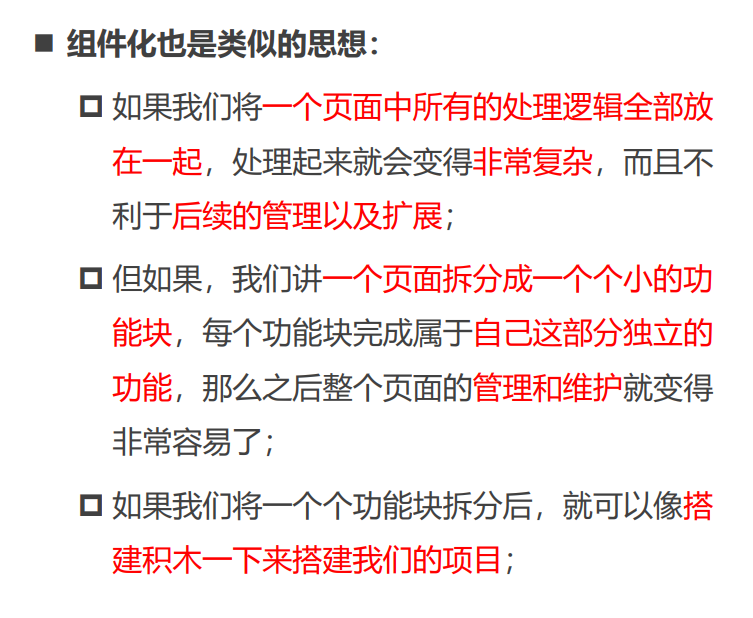 组件化也是类似的思想：
如果我们将一个页面中所有的处理逻辑全部放
在一起，处理起来就会变得非常复杂，而且不
利于后续的管理以及扩展；
但如果，我们讲一个页面拆分成一个个小的功
能块，每个功能块完成属于自己这部分独立的
功能，那么之后整个页面的管理和维护就变得
非常容易了；
如果我们将一个个功能块拆分后，就可以像搭
建积木一下来搭建我们的项目；